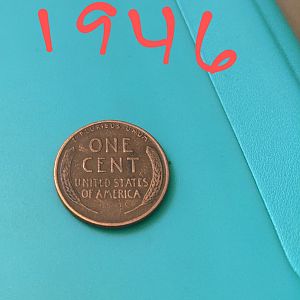 1946
E PLURIBUS UNUM
ONE
CENT
UNITED STATES
OF AMERICA